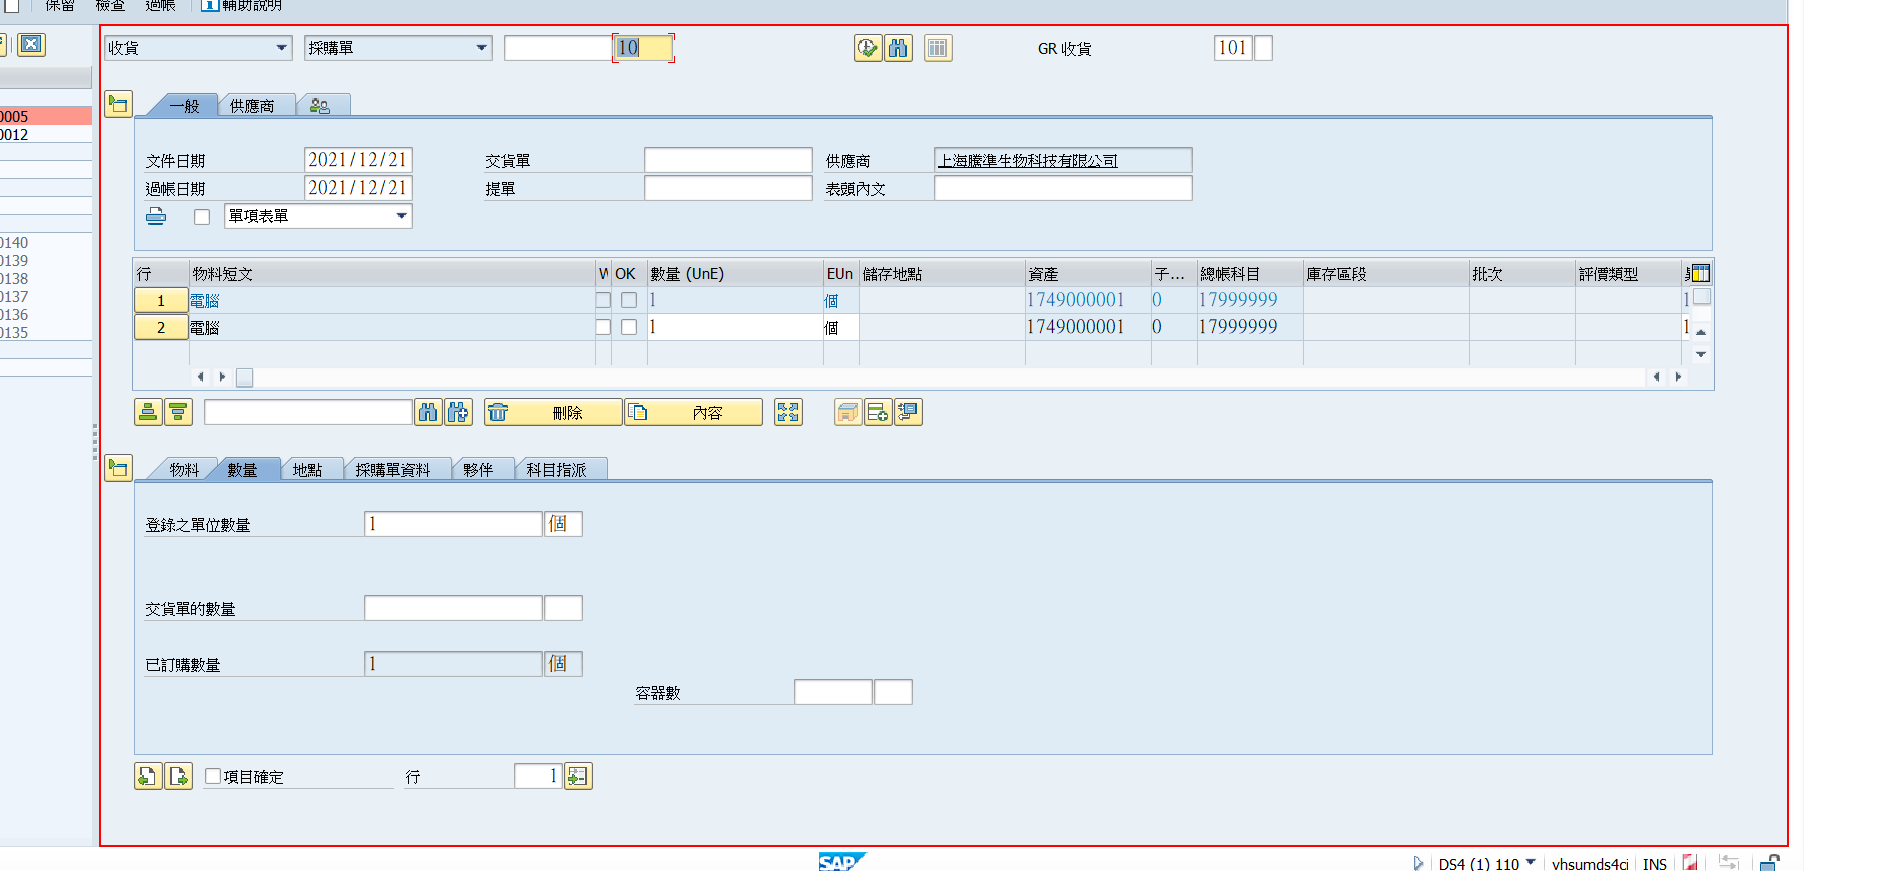 保留 檢查 過帳 輔助說明
收貨 採購單 10 GR 收貨 101
一般 供應商
0005
0012
文件日期 2021/12/21 交貨單 供應商 上海騰準生物科技有限公司
過帳日期 2021/12/21 提單 表頭內文
單項表單
0140
0139
0138
0137
0136
0135
行 物料短文 W OK 數量 (UnE) EUn 儲存地點 資產 子... 總帳科目 庫存區段 批次 評價類型
1 電腦 1 個 1749000001 0 17999999 1
2 電腦 1 個 1749000001 0 17999999 1
刪除 內容
物料 數量 地點 採購單資料 夥伴 科目指派
登錄之單位數量 1 個
交貨單的數量
已訂購數量 1 個
容器數
項目確定 行 1
SAP
DS4 (1) 110 vhsumds4ci INS